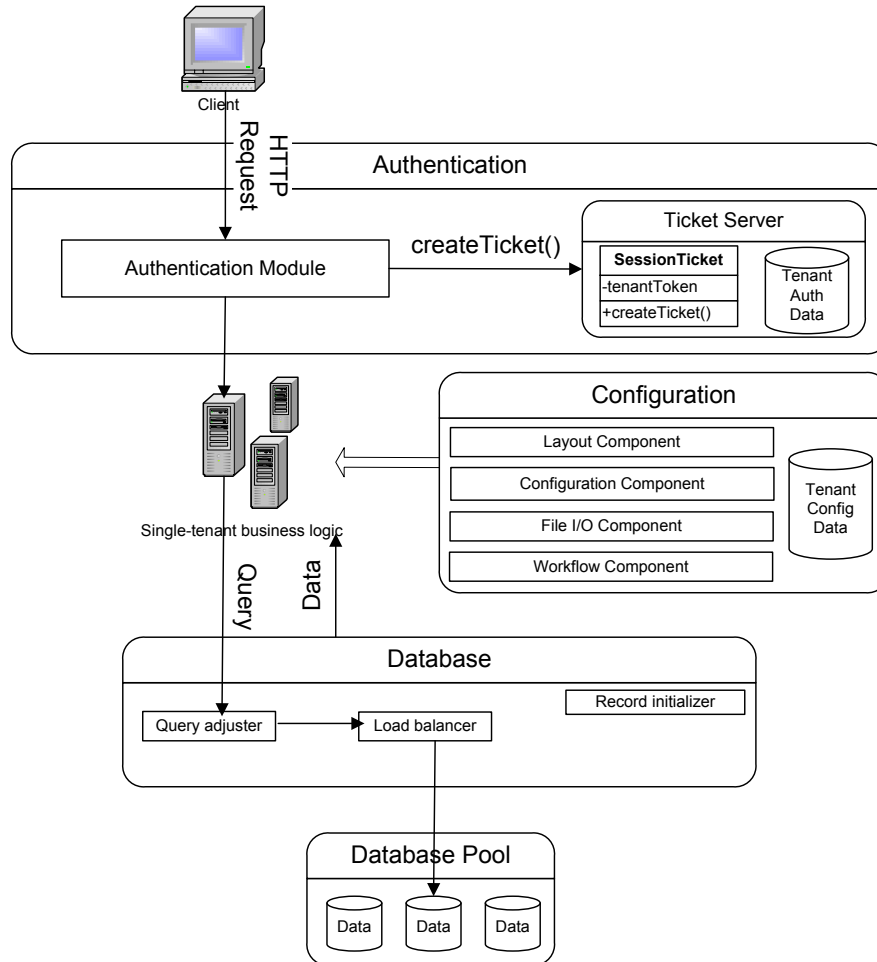 Client
HTTP
Request
Authentication
Authentication Module
createTicket()
Ticket Server
SessionTicket
-tenantToken
+createTicket()
Tenant
Auth
Data
Configuration
Layout Component
Configuration Component
File I/O Component
Workflow Component
Tenant
Config
Data
Single-tenant business logic
Query
Data
Database
Record initializer
Query adjuster
Load balancer
Database Pool
Data
Data
Data